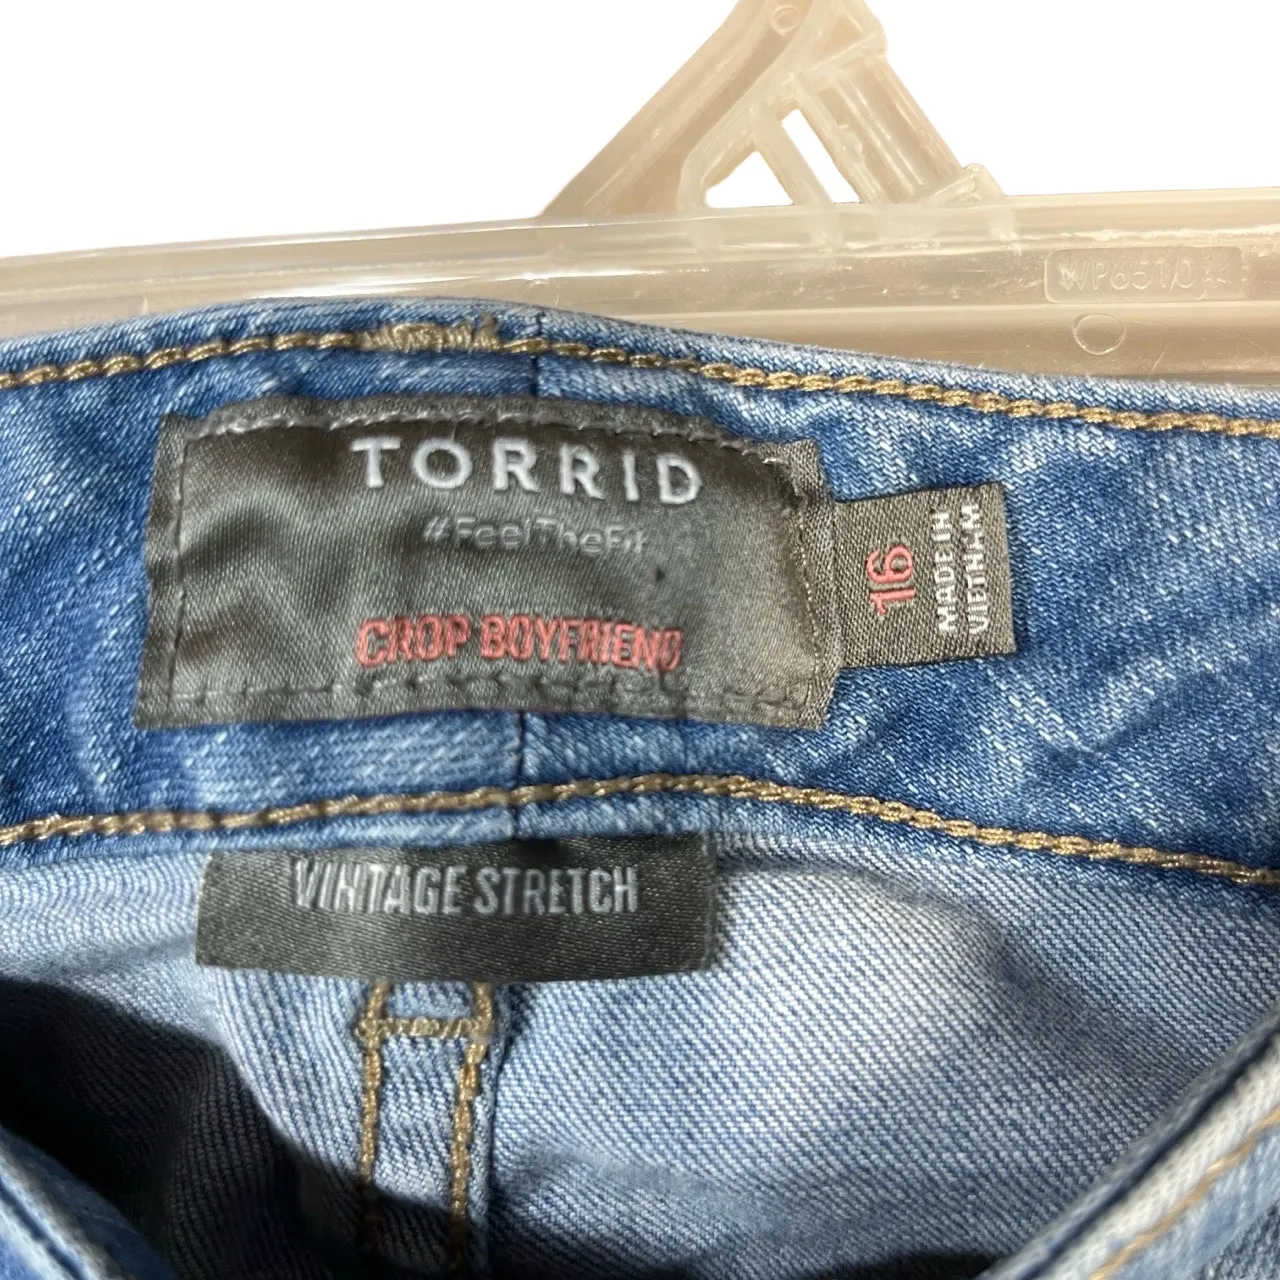 TORRID
#FeelTheFit
CROP BOYFRIEND
16
MADE IN
VIETNAM
VINTAGE STRETCH